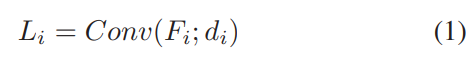 L_i = Conv(F_i; d_i) (1)